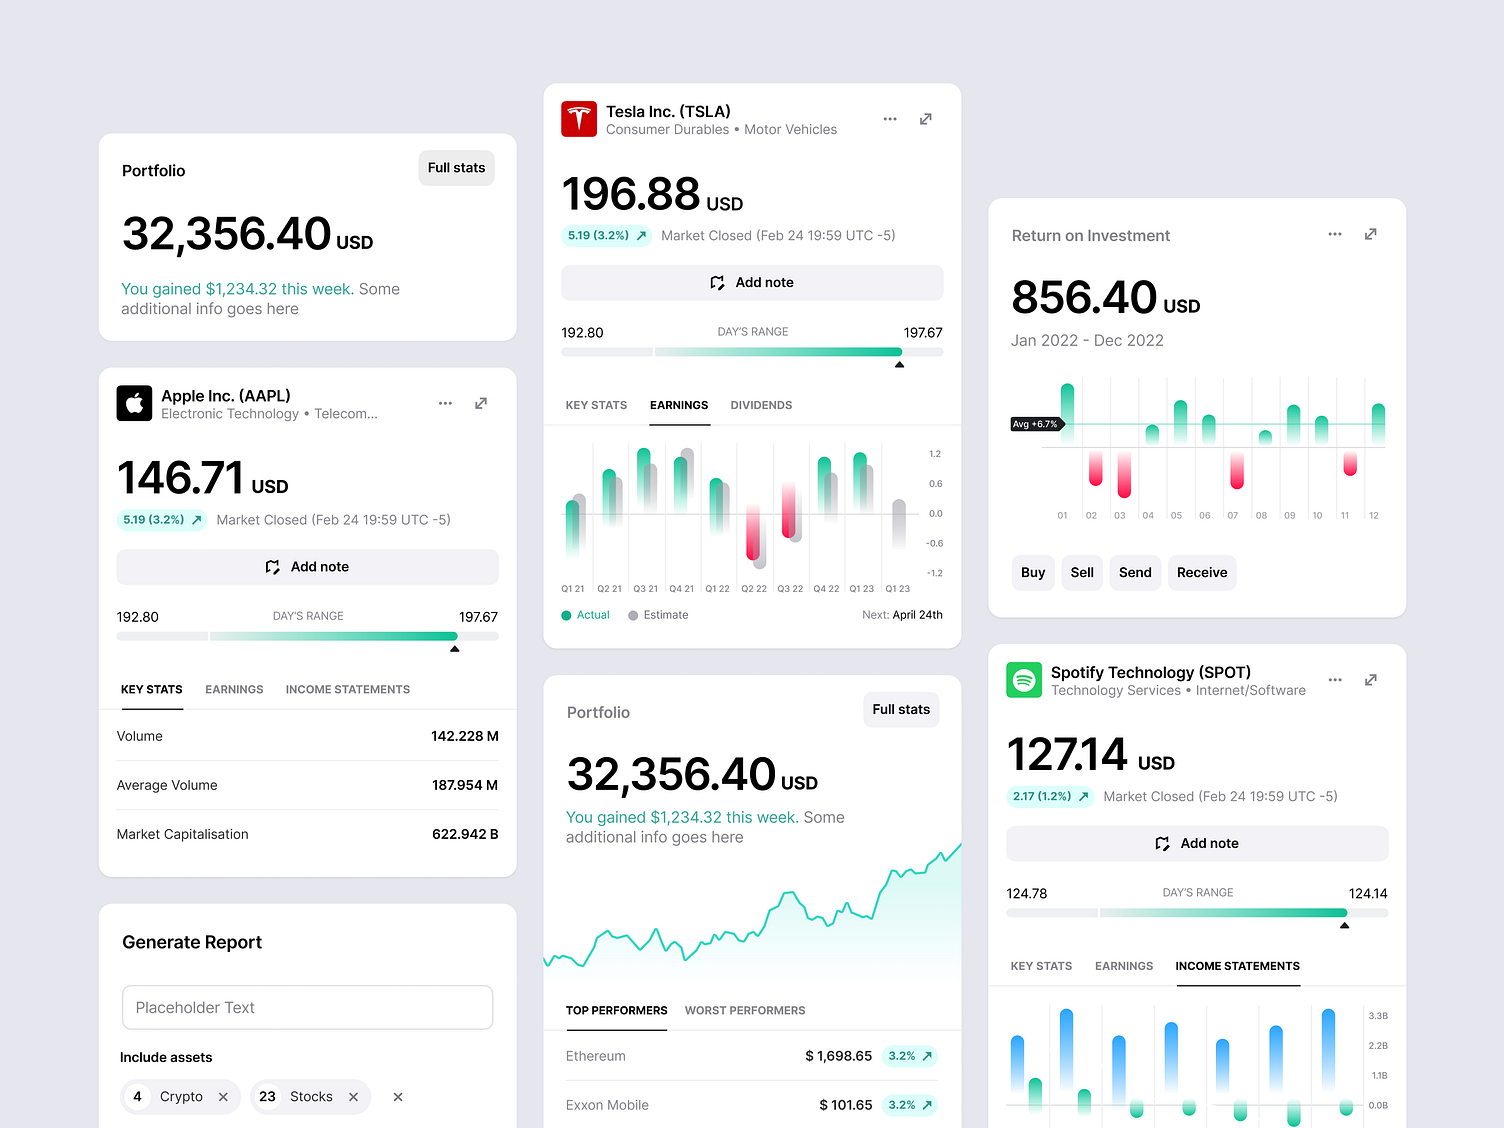 Portfolio
Full stats
32,356.40 USD
You gained $1,234.32 this week. Some
additional info goes here
Apple Inc. (AAPL)
Electronic Technology • Telecom...
146.71 USD
5.19 (3.2%)
Market Closed (Feb 24 19:59 UTC -5)
Add note
192.80
DAY'S RANGE
197.67
KEY STATS
EARNINGS
INCOME STATEMENTS
Volume
142.228 M
Average Volume
187.954 M
Market Capitalisation
622.942 B
Generate Report
Placeholder Text
Include assets
4 Crypto
23 Stocks
Tesla Inc. (TSLA)
Consumer Durables • Motor Vehicles
196.88 USD
5.19 (3.2%)
Market Closed (Feb 24 19:59 UTC -5)
Add note
192.80
DAY'S RANGE
197.67
KEY STATS
EARNINGS
DIVIDENDS
1.2
0.6
0.0
-0.6
-1.2
Q1 21 Q2 21 Q3 21 Q4 21 Q1 22 Q2 22 Q3 22 Q4 22 Q1 23 Q1 23
Actual
Estimate
Next: April 24th
Portfolio
Full stats
32,356.40 USD
You gained $1,234.32 this week. Some
additional info goes here
TOP PERFORMERS
WORST PERFORMERS
Ethereum
$ 1,698.65
3.2%
Exxon Mobile
$ 101.65
3.2%
Return on Investment
856.40 USD
Jan 2022 - Dec 2022
Avg +6.7%
01 02 03 04 05 06 07 08 09 10 11 12
Buy
Sell
Send
Receive
Spotify Technology (SPOT)
Technology Services • Internet/Software
127.14 USD
2.17 (1.2%)
Market Closed (Feb 24 19:59 UTC -5)
Add note
124.78
DAY'S RANGE
124.14
KEY STATS
EARNINGS
INCOME STATEMENTS
3.3B
2.2B
1.1B
0.0B